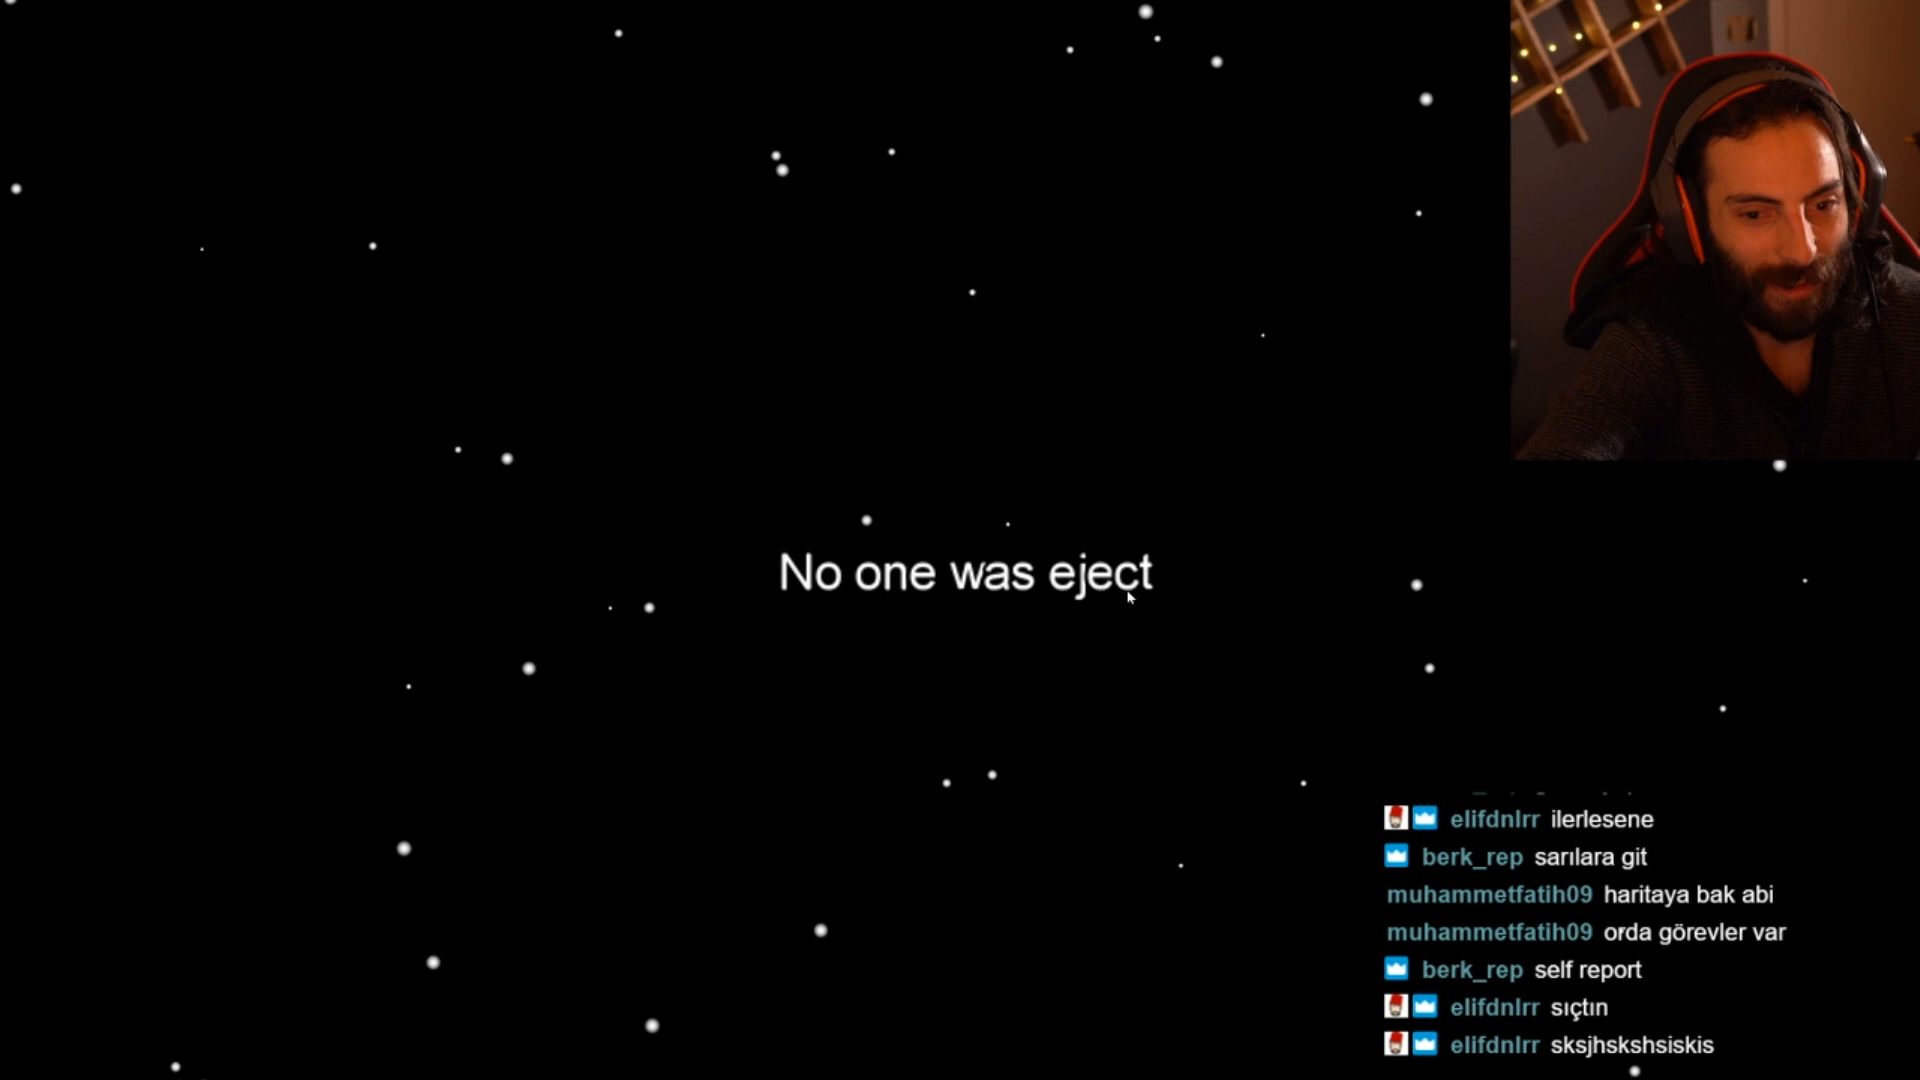 No one was eject
elifdnlrr ilerlesene
berk_rep sarılara git
muhammetfatih09 haritaya bak abi
muhammetfatih09 orda görevler var
berk_rep self report
elifdnlrr sıçtın
elifdnlrr sksjhskshsiskis